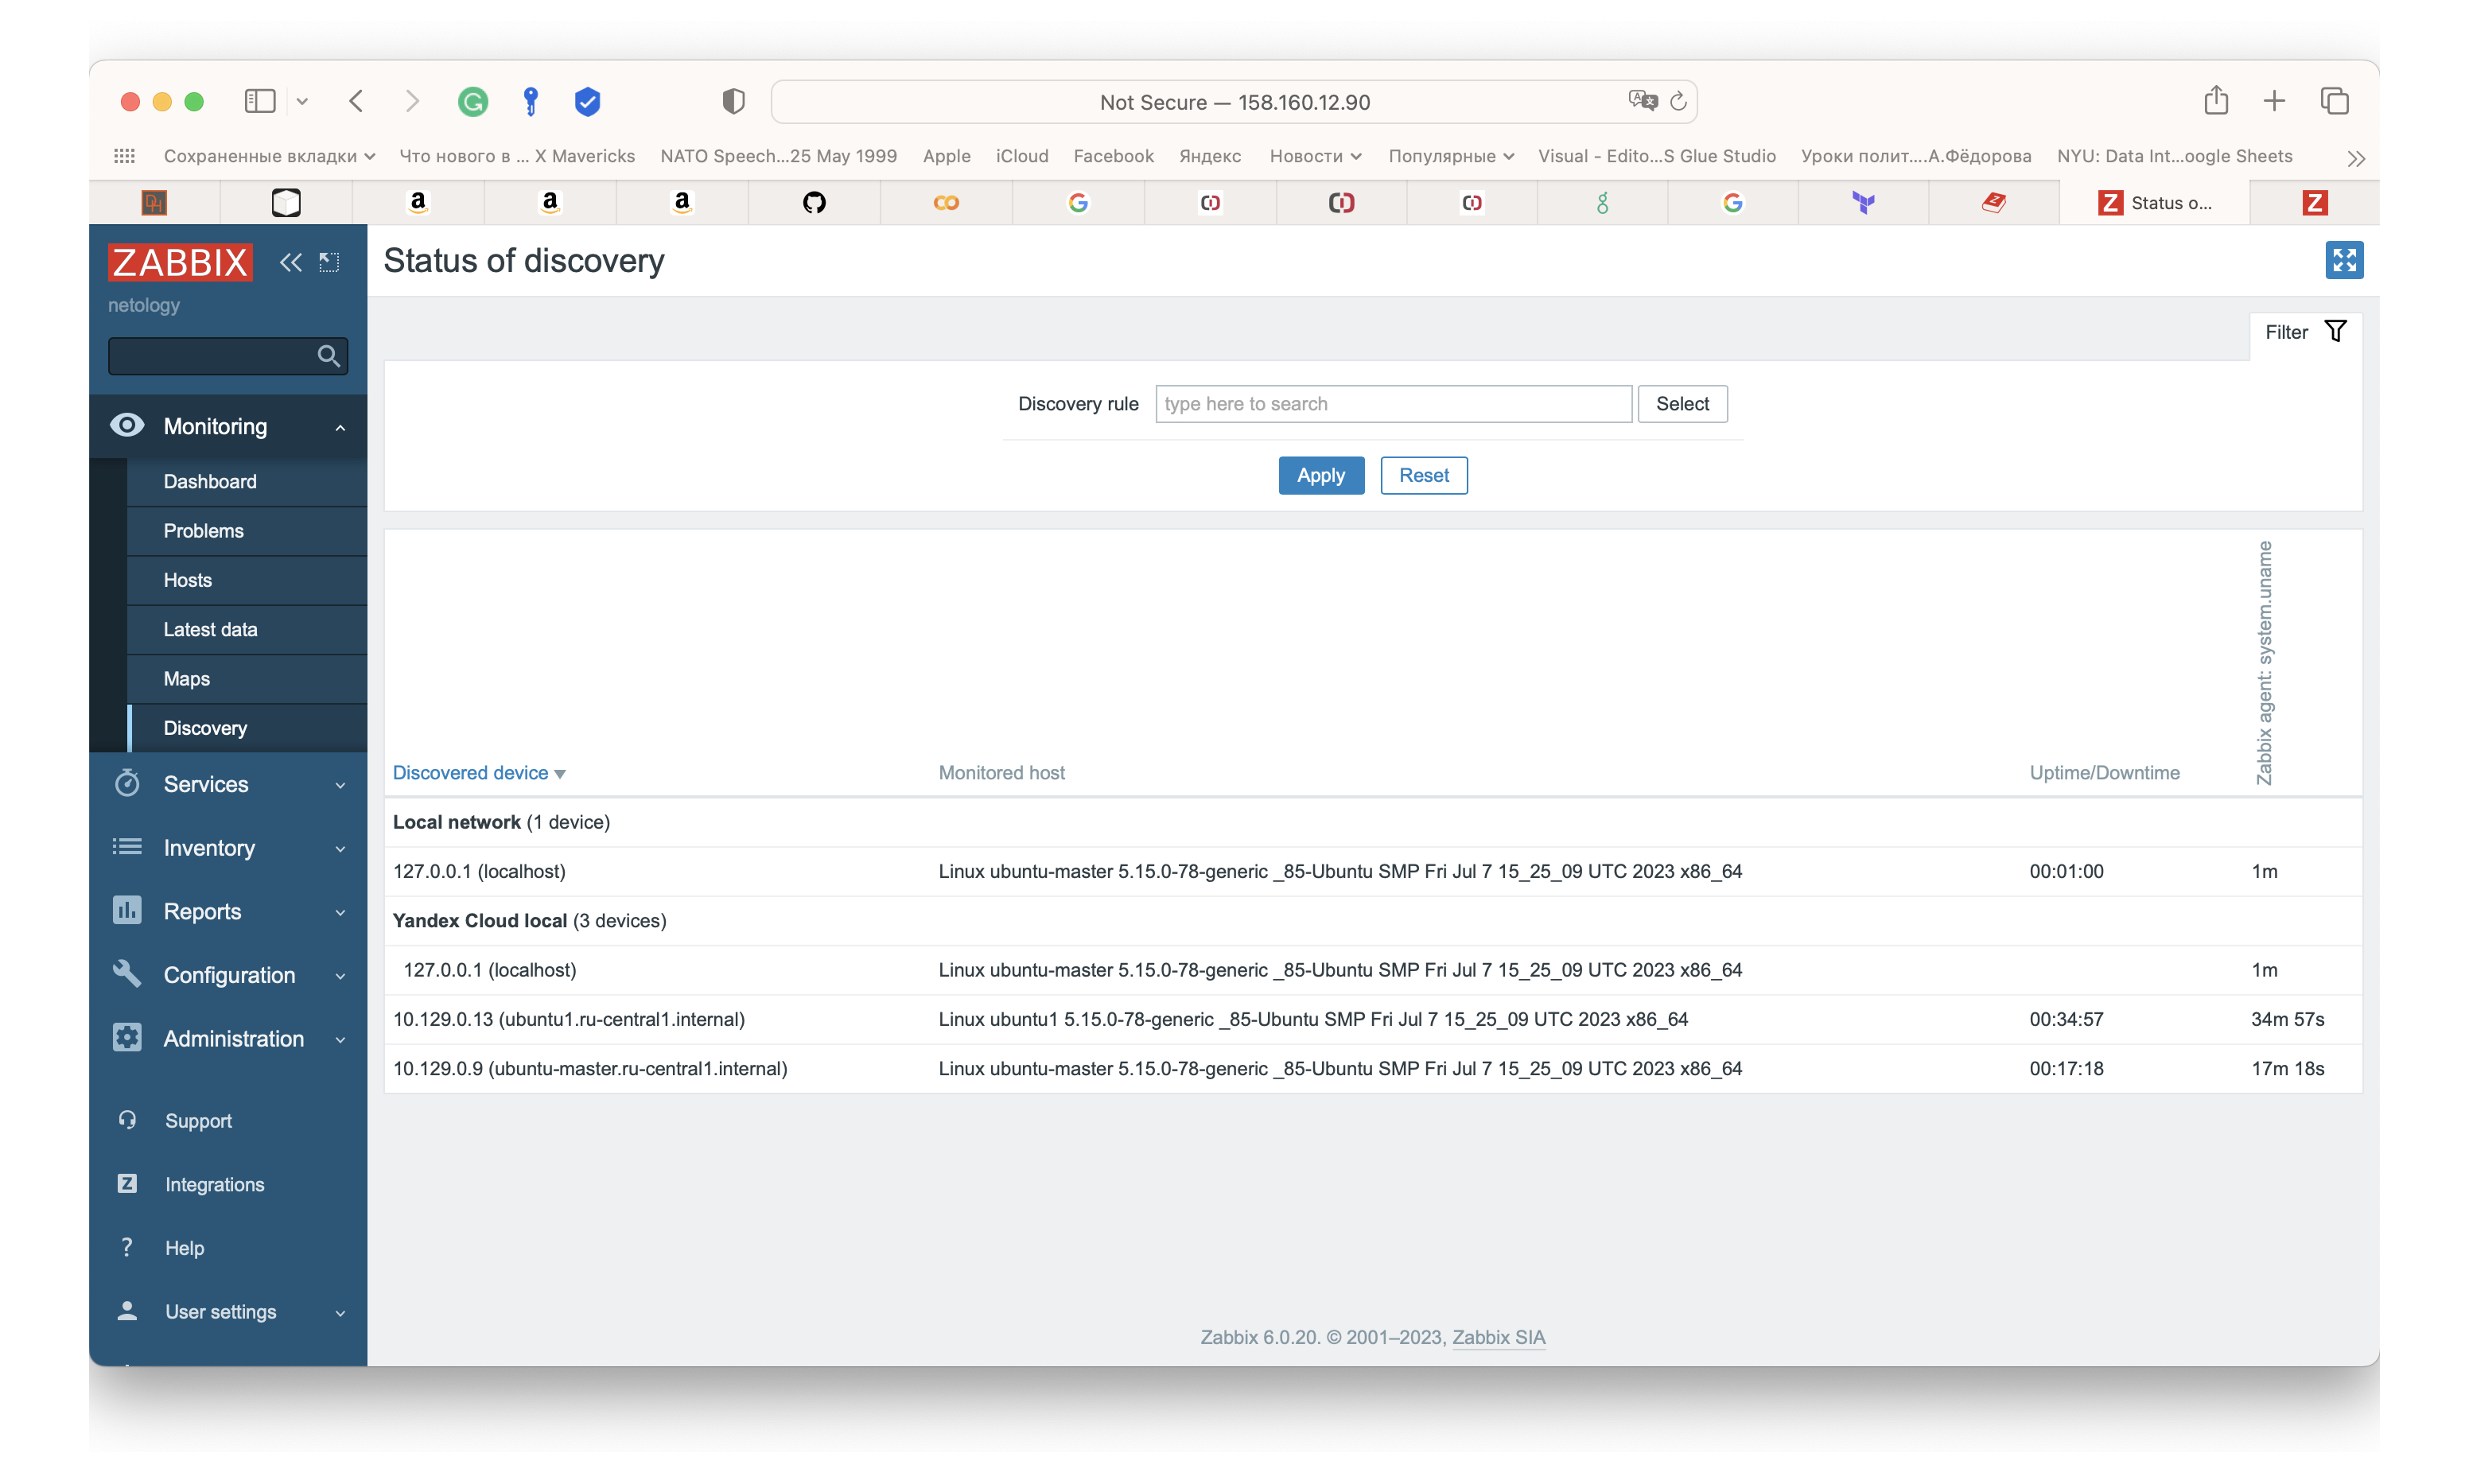 Not Secure — 158.160.12.90
Сохраненные вкладки
Что нового в ... X Mavericks
NATO Speech...25 May 1999
Apple
iCloud
Facebook
Яндекс
Новости
Популярные
Visual - Edito...S Glue Studio
Уроки полит....А.Фёдорова
NYU: Data Int...oogle Sheets
Status o...
ZABBIX
netology
Monitoring
Dashboard
Problems
Hosts
Latest data
Maps
Discovery
Services
Inventory
Reports
Configuration
Administration
Support
Integrations
Help
User settings
Status of discovery
Filter
Discovery rule type here to search Select
Apply Reset
Discovered device Monitored host Uptime/Downtime Zabbix agent: system.uname
Local network (1 device)
127.0.0.1 (localhost) Linux ubuntu-master 5.15.0-78-generic _85-Ubuntu SMP Fri Jul 7 15_25_09 UTC 2023 x86_64 00:01:00 1m
Yandex Cloud local (3 devices)
127.0.0.1 (localhost) Linux ubuntu-master 5.15.0-78-generic _85-Ubuntu SMP Fri Jul 7 15_25_09 UTC 2023 x86_64 1m
10.129.0.13 (ubuntu1.ru-central1.internal) Linux ubuntu1 5.15.0-78-generic _85-Ubuntu SMP Fri Jul 7 15_25_09 UTC 2023 x86_64 00:34:57 34m 57s
10.129.0.9 (ubuntu-master.ru-central1.internal) Linux ubuntu-master 5.15.0-78-generic _85-Ubuntu SMP Fri Jul 7 15_25_09 UTC 2023 x86_64 00:17:18 17m 18s
Zabbix 6.0.20. © 2001–2023, Zabbix SIA